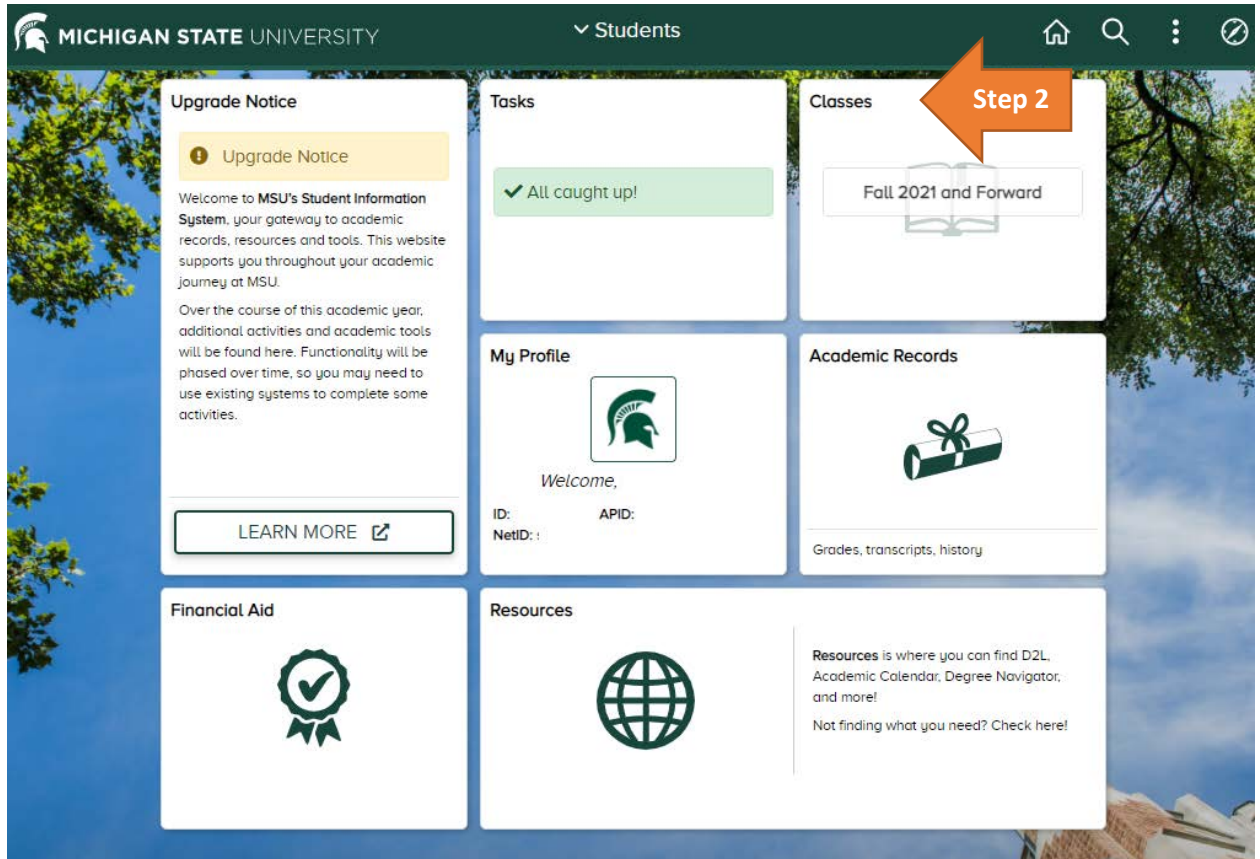 MICHIGAN STATE UNIVERSITY
Students
Upgrade Notice
Upgrade Notice
Welcome to MSU's Student Information
System, your gateway to academic
records, resources and tools. This website
supports you throughout your academic
journey at MSU.
Over the course of this academic year,
additional activities and academic tools
will be found here. Functionality will be
phased over time, so you may need to
use existing systems to complete some
activities.
LEARN MORE
Tasks
All caught up!
Classes
Step 2
Fall 2021 and Forward
My Profile
Welcome,
ID: APID:
NetID:
Academic Records
Grades, transcripts, history
Financial Aid
Resources
Resources is where you can find D2L,
Academic Calendar, Degree Navigator,
and more!
Not finding what you need? Check here!